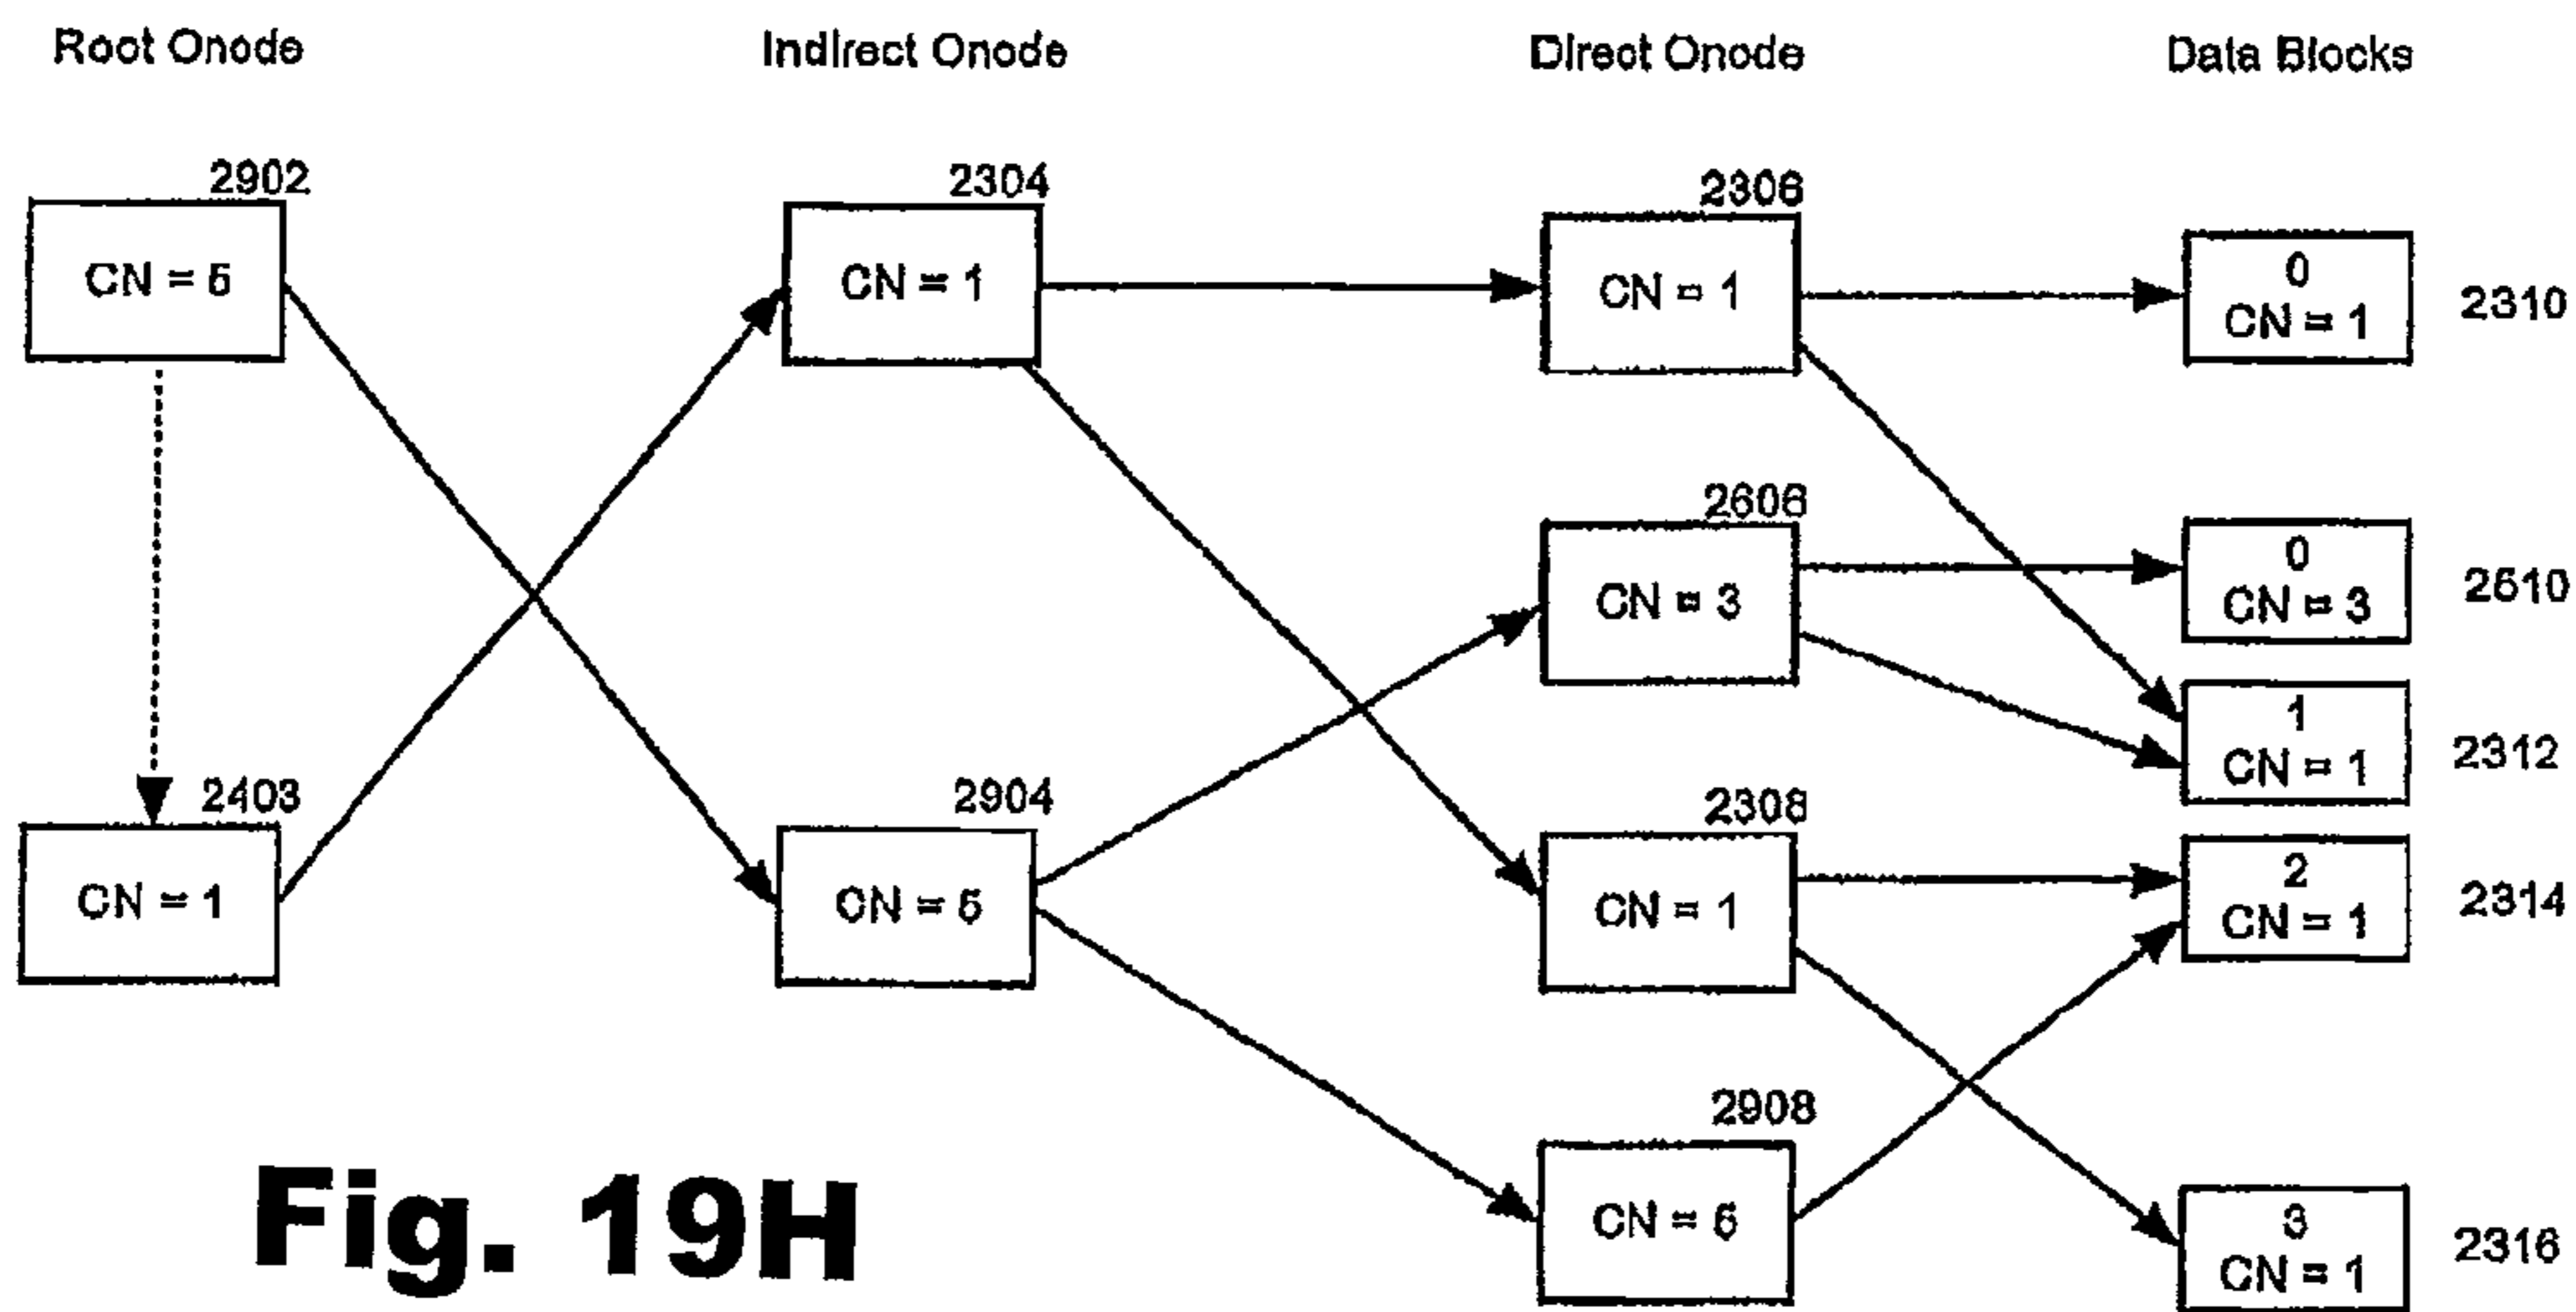 Root Onode Indirect Onode Direct Onode Data Blocks
2902 2304 2306
CN = 5 CN = 1 CN = 1 0
CN = 1 2310
2606
CN = 3 0
CN = 3 2610
1
CN = 1 2312
2403 2904 2308
CN = 1 CN = 5 CN = 1 2
CN = 1 2314
2908
CN = 5 3
CN = 1 2316
Fig. 19H